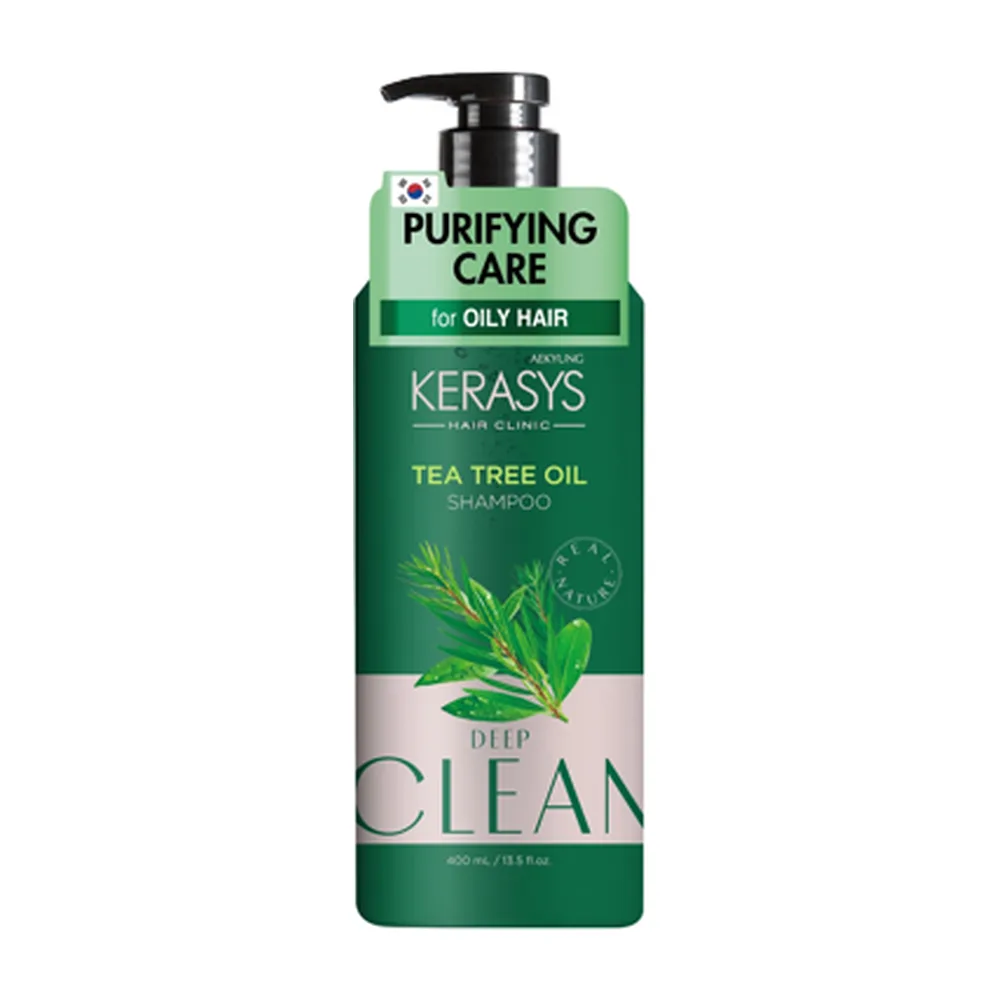 PURIFYING
CARE
for OILY HAIR
AEKYUNG
KERASYS
HAIR CLINIC
TEA TREE OIL
SHAMPOO
REAL
NATURE
DEEP
CLEAN
400 mL / 13.5 fl.oz.